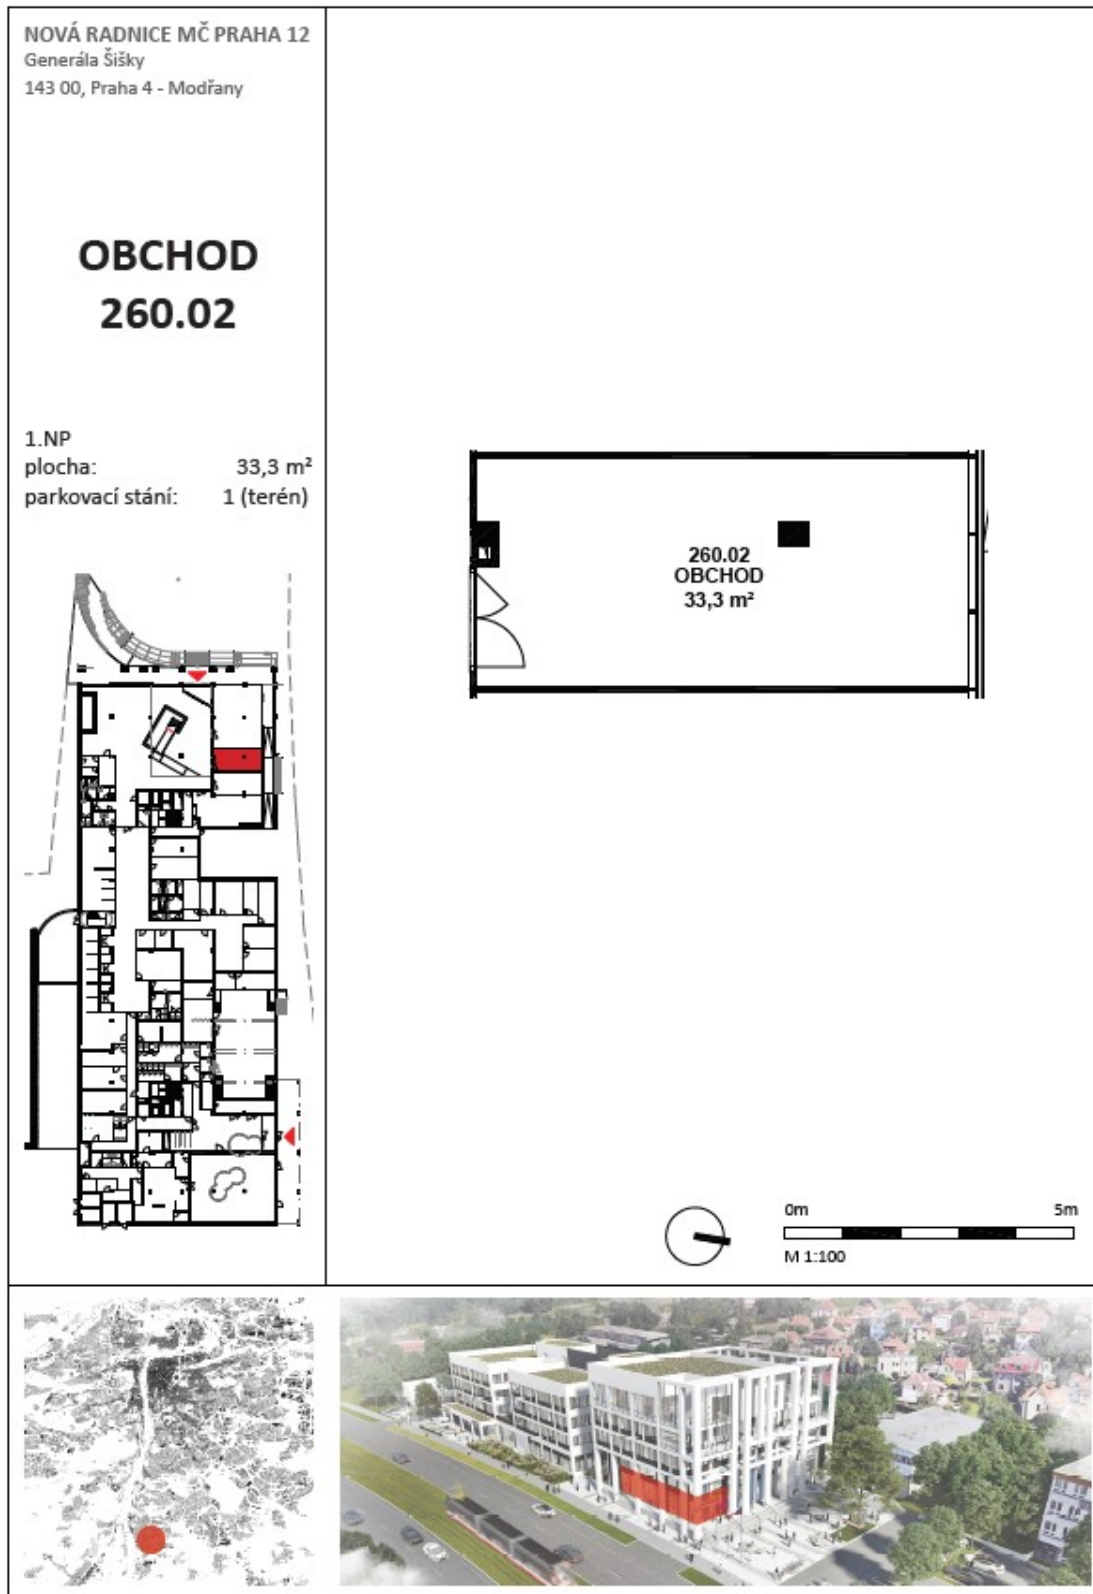 NOVÁ RADNICE MČ PRAHA 12
Generála Šišky
143 00, Praha 4 - Modřany
OBCHOD
260.02
1.NP
plocha: 33,3 m²
parkovací stání: 1 (terén)
260.02
OBCHOD
33,3 m²
0m 5m
M 1:100